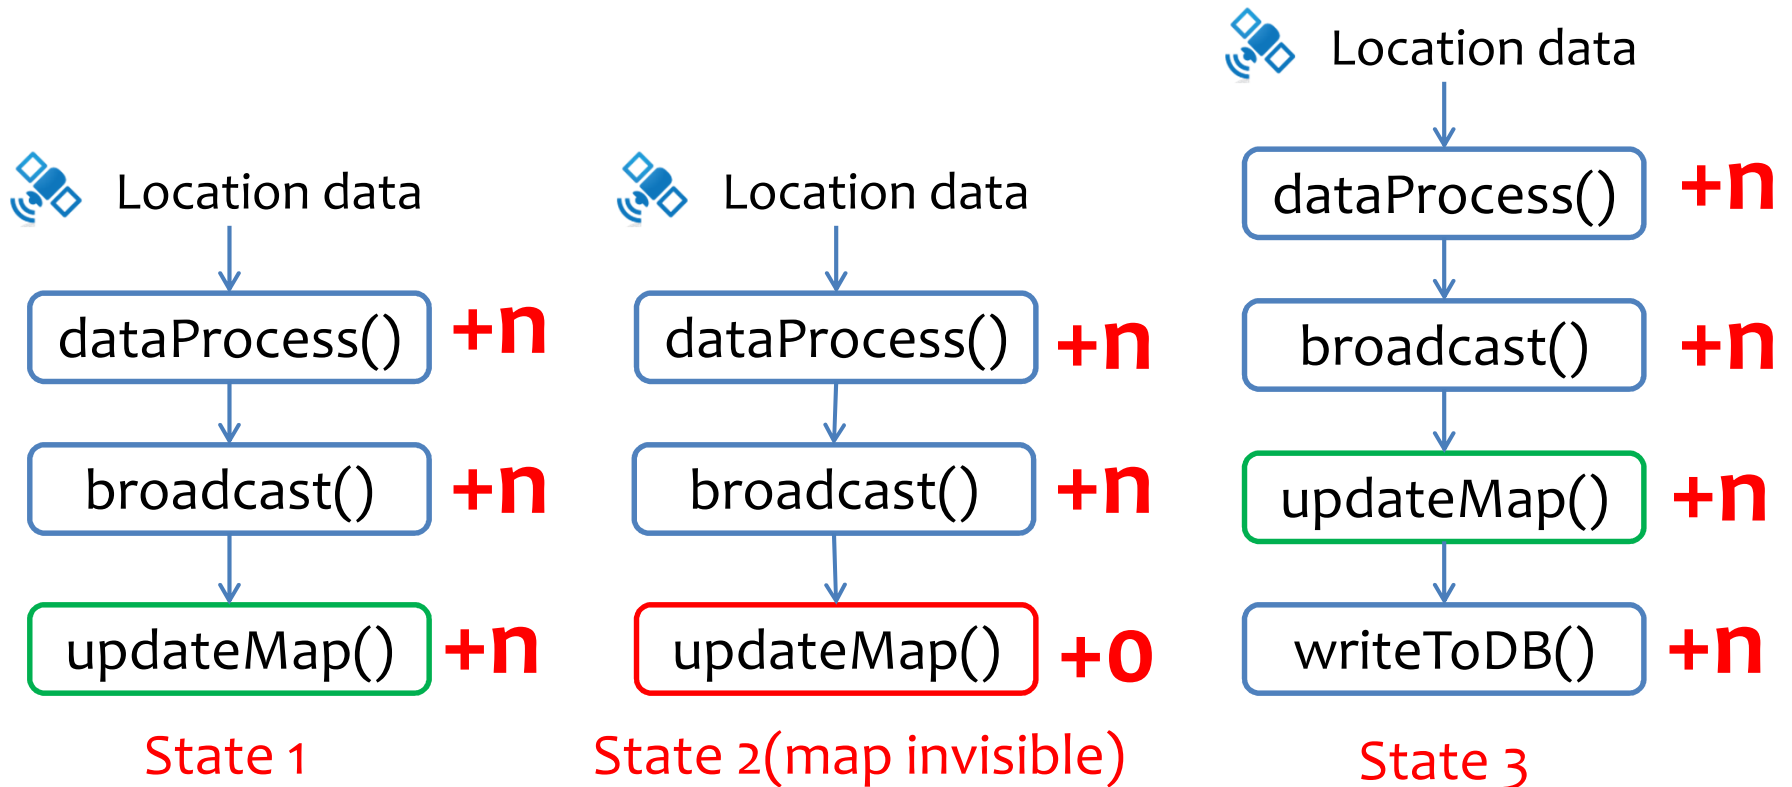 Location data
dataProcess() +n
broadcast() +n
updateMap() +n
State 1
Location data
dataProcess() +n
broadcast() +n
updateMap() +0
State 2(map invisible)
Location data
dataProcess() +n
broadcast() +n
updateMap() +n
writeToDB() +n
State 3